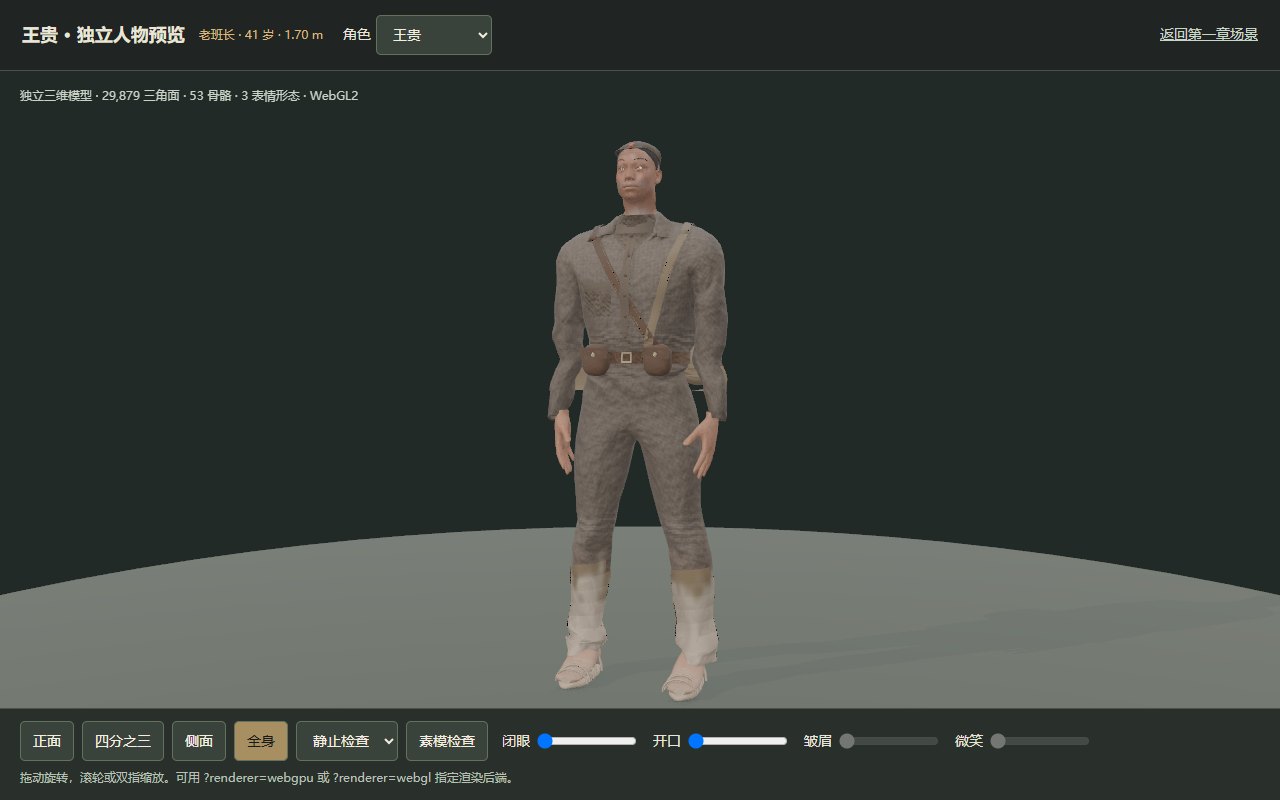 王贵 • 独立人物预览 老班长 · 41 岁 · 1.70 m 角色 王贵 返回第一章场景
独立三维模型 · 29,879 三角面 · 53 骨骼 · 3 表情形态 · WebGL2
正面 四分之三 侧面 全身 静止检查 素模检查 闭眼 开口 皱眉 微笑
拖动旋转，滚轮或双指缩放。可用 ?renderer=webgpu 或 ?renderer=webgl 指定渲染后端。